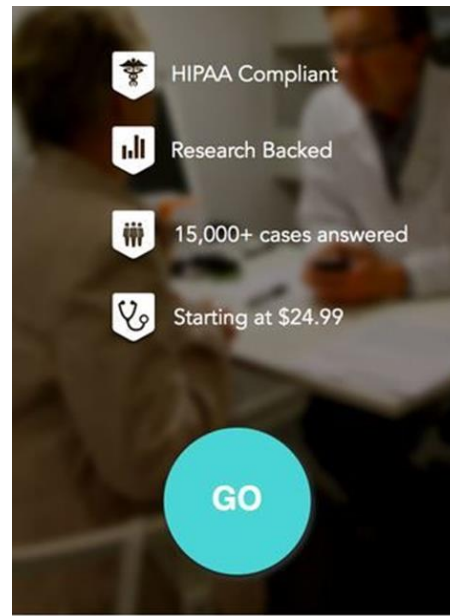 HIPAA Compliant
Research Backed
15,000+ cases answered
Starting at $24.99
GO